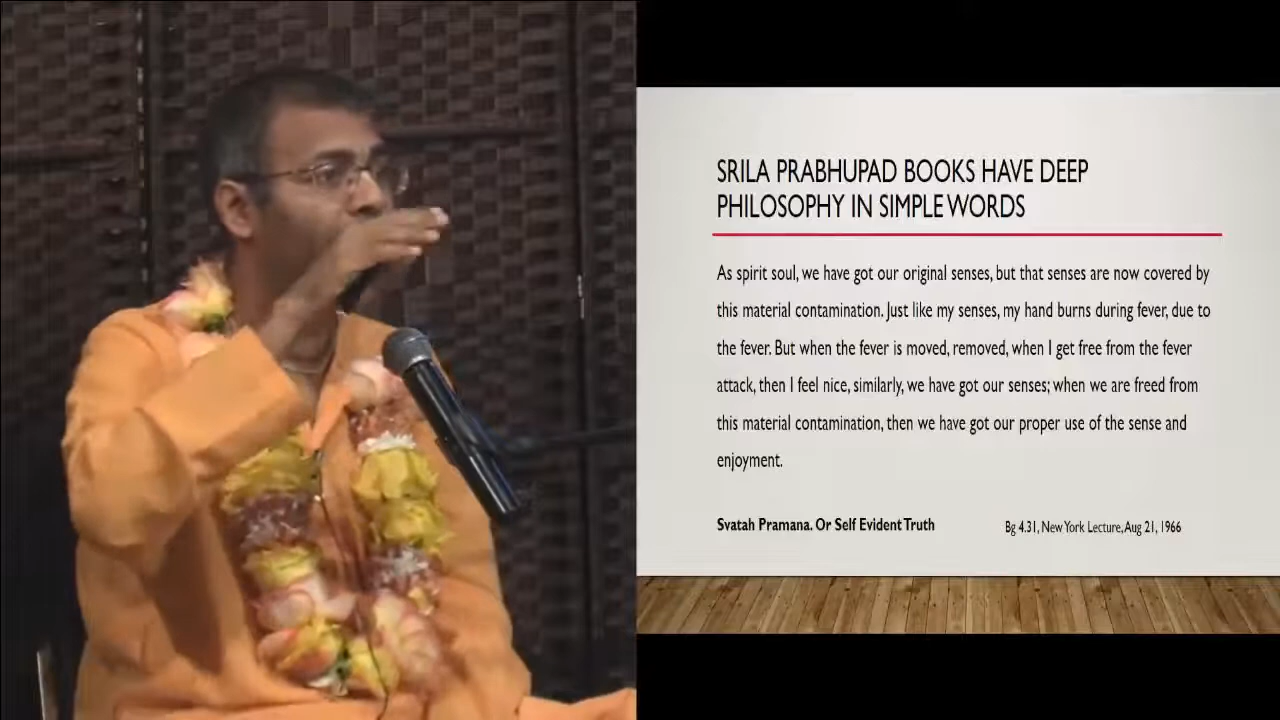 SRILA PRABHUPAD BOOKS HAVE DEEP
PHILOSOPHY IN SIMPLE WORDS
As spirit soul, we have got our original senses, but that senses are now covered by
this material contamination. Just like my senses, my hand burns during fever, due to
the fever. But when the fever is moved, removed, when I get free from the fever
attack, then I feel nice, similarly, we have got our senses; when we are freed from
this material contamination, then we have got our proper use of the sense and
enjoyment.
Svatah Pramana. Or Self Evident Truth
Bg 4.31, New York Lecture, Aug 21, 1966